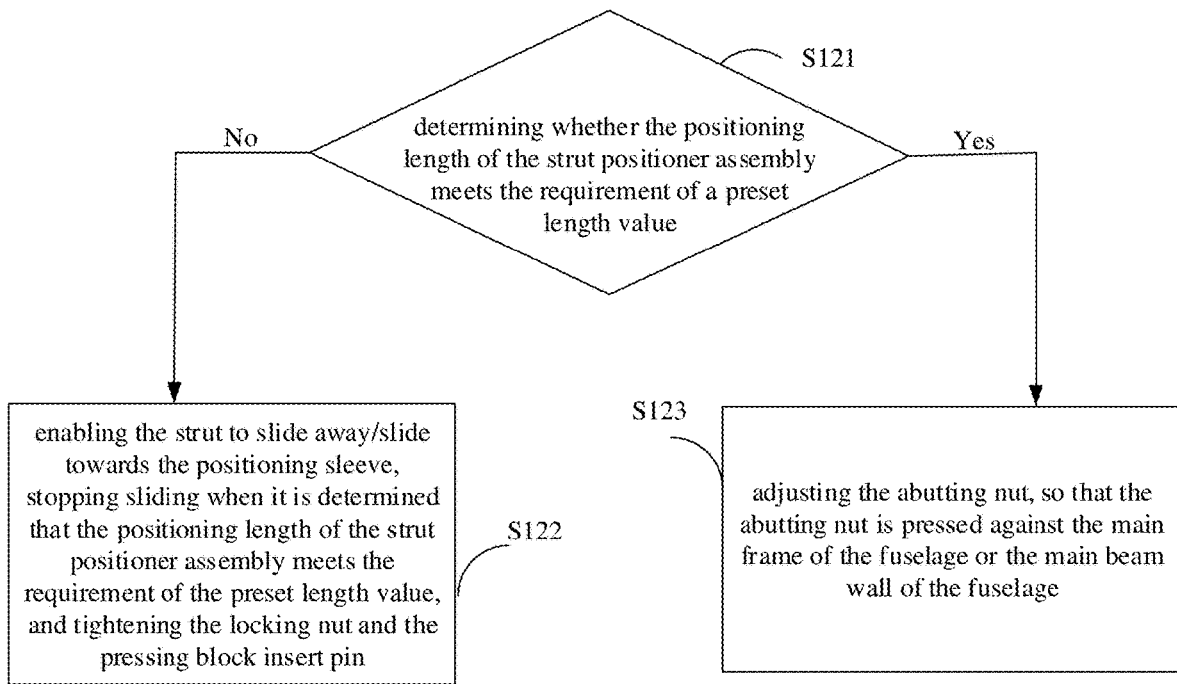 S121
determining whether the positioning
length of the strut positioner assembly
meets the requirement of a preset
length value
No
Yes
enabling the strut to slide away/slide
towards the positioning sleeve,
stopping sliding when it is determined
that the positioning length of the strut
positioner assembly meets the
requirement of the preset length value,
and tightening the locking nut and the
pressing block insert pin
S122
S123
adjusting the abutting nut, so that the
abutting nut is pressed against the main
frame of the fuselage or the main beam
wall of the fuselage